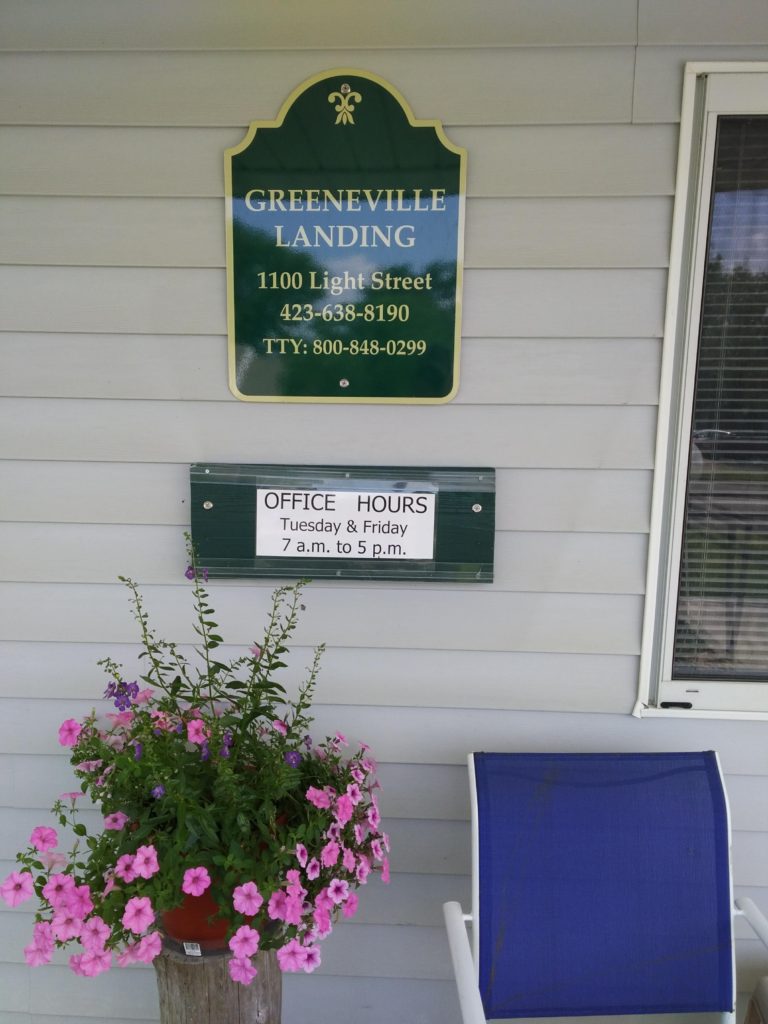 GREENEVILLE
LANDING
1100 Light Street
423-638-8190
TTY: 800-848-0299
OFFICE HOURS
Tuesday & Friday
7 a.m. to 5 p.m.